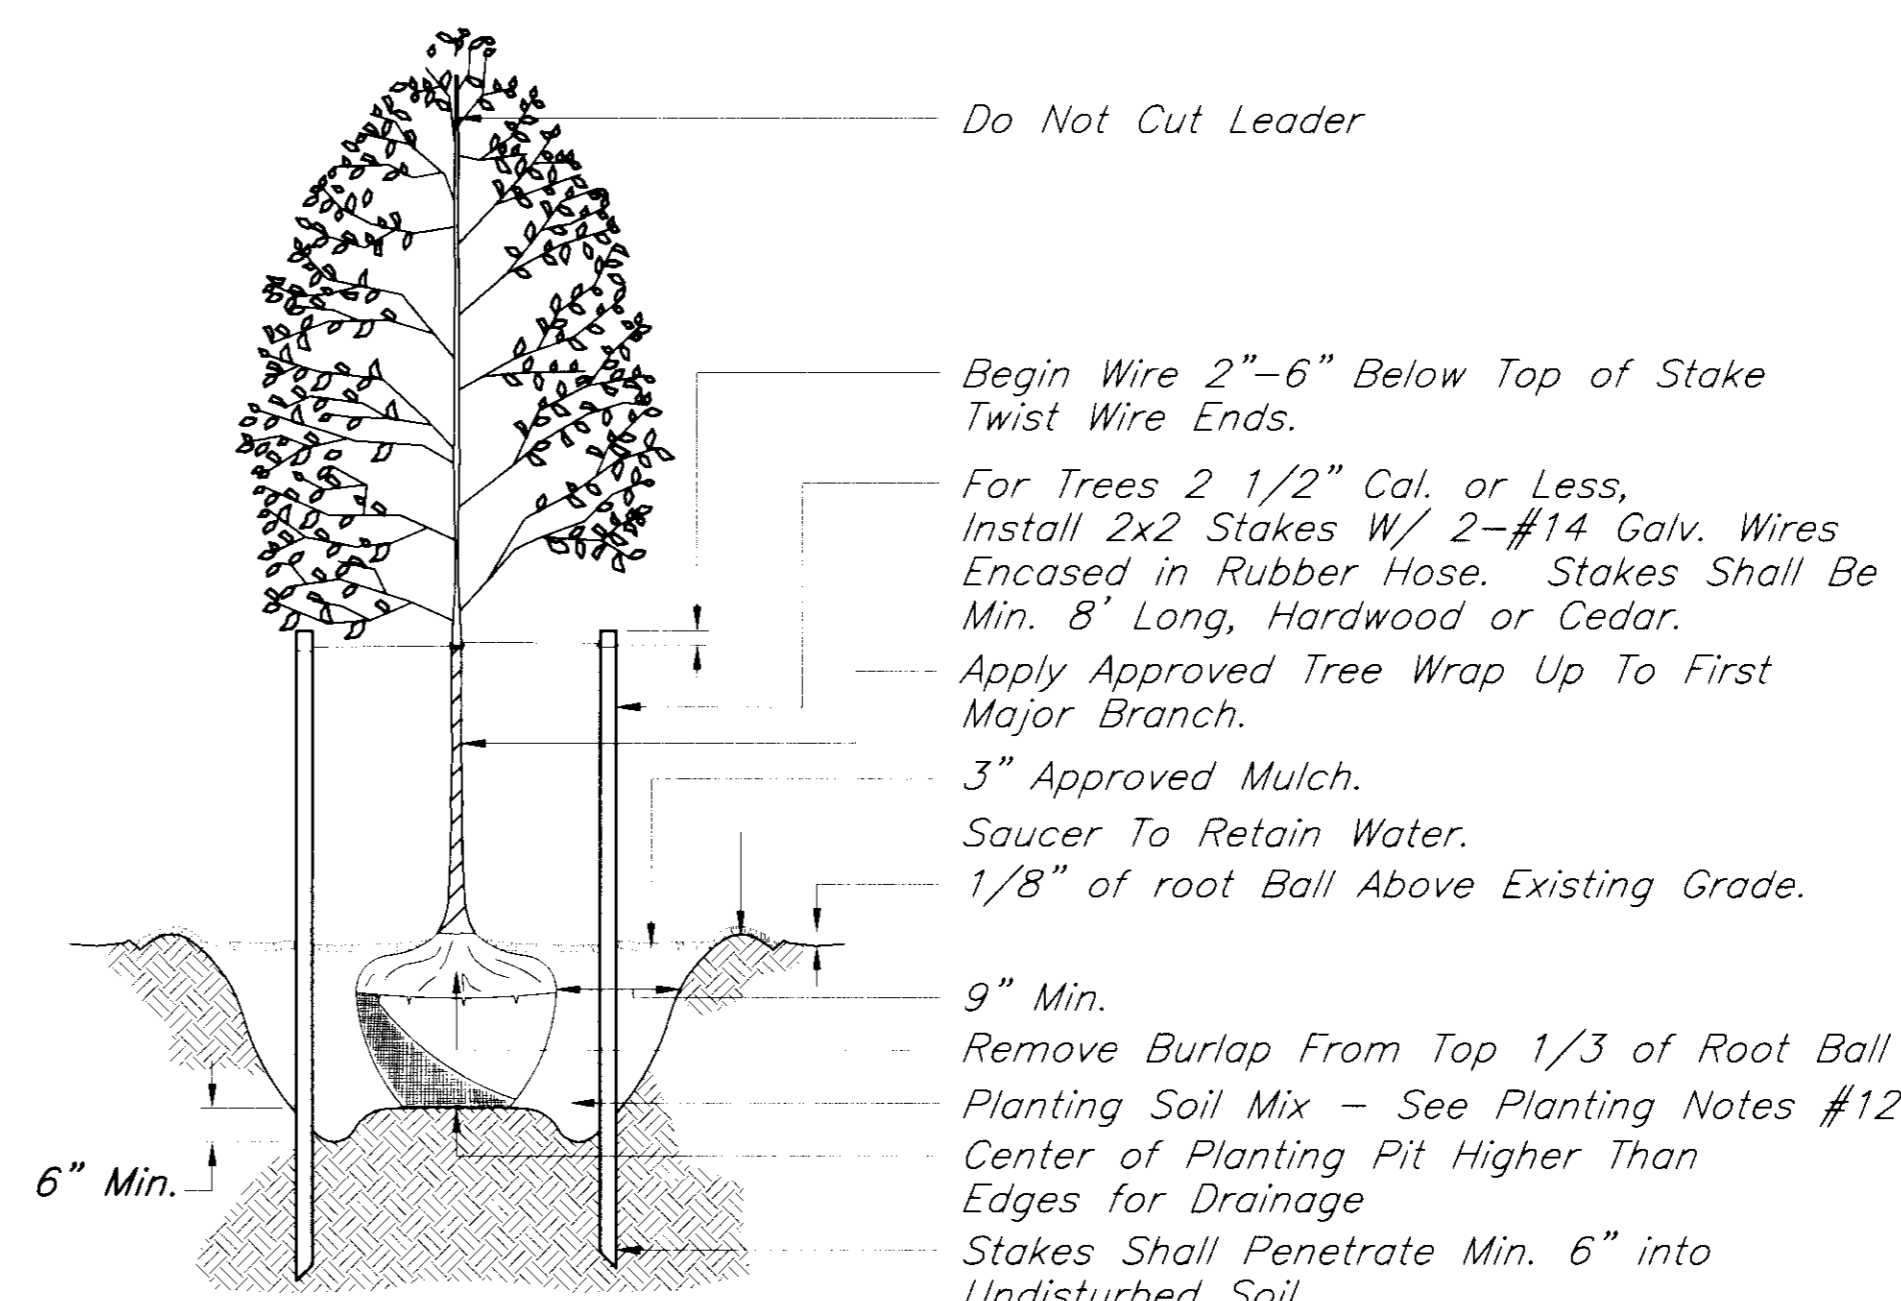 Do Not Cut Leader
Begin Wire 2"-6" Below Top of Stake
Twist Wire Ends.
For Trees 2 1/2" Cal. or Less,
Install 2x2 Stakes W/ 2-#14 Galv. Wires
Encased in Rubber Hose. Stakes Shall Be
Min. 8' Long, Hardwood or Cedar.
Apply Approved Tree Wrap Up To First
Major Branch.
3" Approved Mulch.
Saucer To Retain Water.
1/8" of root Ball Above Existing Grade.
9" Min.
Remove Burlap From Top 1/3 of Root Ball
Planting Soil Mix - See Planting Notes #12
Center of Planting Pit Higher Than
Edges for Drainage
6" Min.
Stakes Shall Penetrate Min. 6" into
Undisturbed Soil